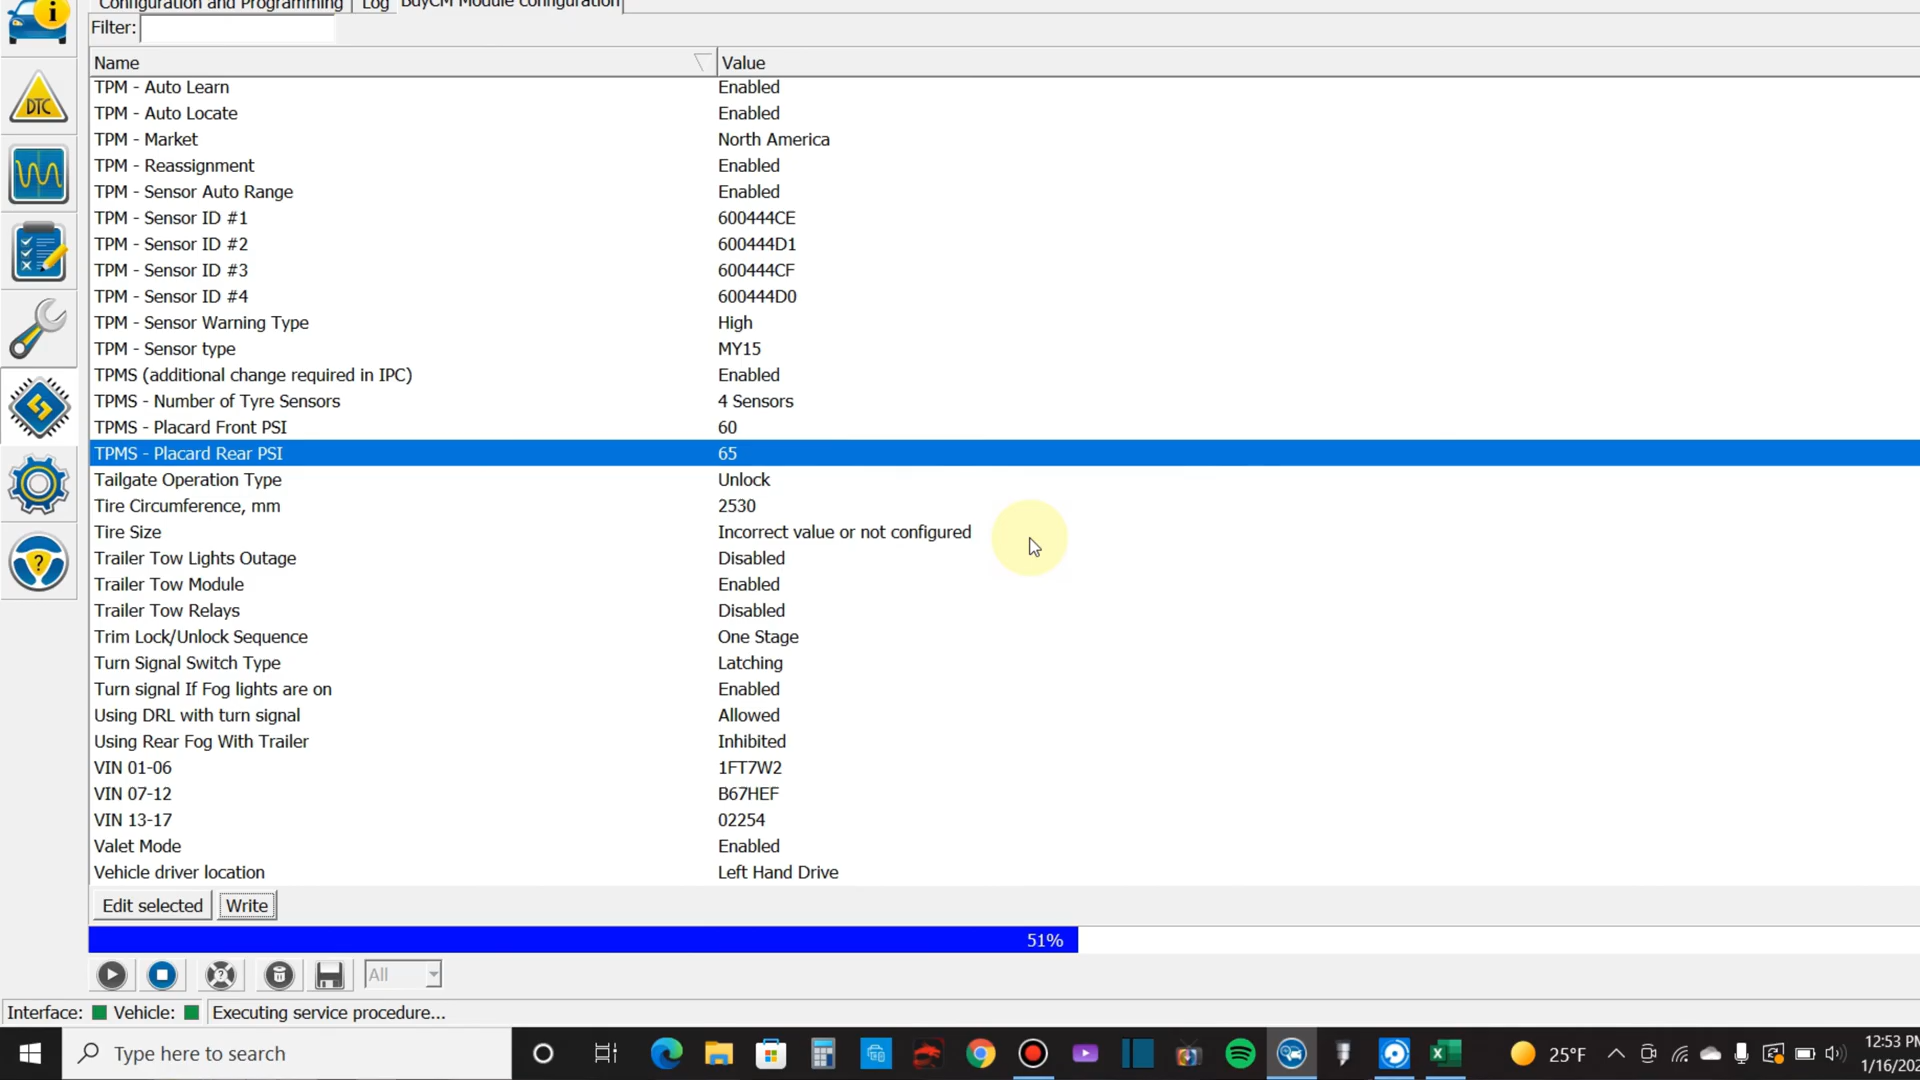 Configuration and Programming Log BdyCM Module configuration
Filter:
Name Value
TPM - Auto Learn Enabled
TPM - Auto Locate Enabled
TPM - Market North America
TPM - Reassignment Enabled
TPM - Sensor Auto Range Enabled
TPM - Sensor ID #1 600444CE
TPM - Sensor ID #2 600444D1
TPM - Sensor ID #3 600444CF
TPM - Sensor ID #4 600444D0
TPM - Sensor Warning Type High
TPM - Sensor type MY15
TPMS (additional change required in IPC) Enabled
TPMS - Number of Tyre Sensors 4 Sensors
TPMS - Placard Front PSI 60
TPMS - Placard Rear PSI 65
Tailgate Operation Type Unlock
Tire Circumference, mm 2530
Tire Size Incorrect value or not configured
Trailer Tow Lights Outage Disabled
Trailer Tow Module Enabled
Trailer Tow Relays Disabled
Trim Lock/Unlock Sequence One Stage
Turn Signal Switch Type Latching
Turn signal If Fog lights are on Enabled
Using DRL with turn signal Allowed
Using Rear Fog With Trailer Inhibited
VIN 01-06 1FT7W2
VIN 07-12 B67HEF
VIN 13-17 02254
Valet Mode Enabled
Vehicle driver location Left Hand Drive
DTC
Edit selected Write
51%
All
Interface: Vehicle: Executing service procedure...
Type here to search
25°F
12:53 PM
1/16/202